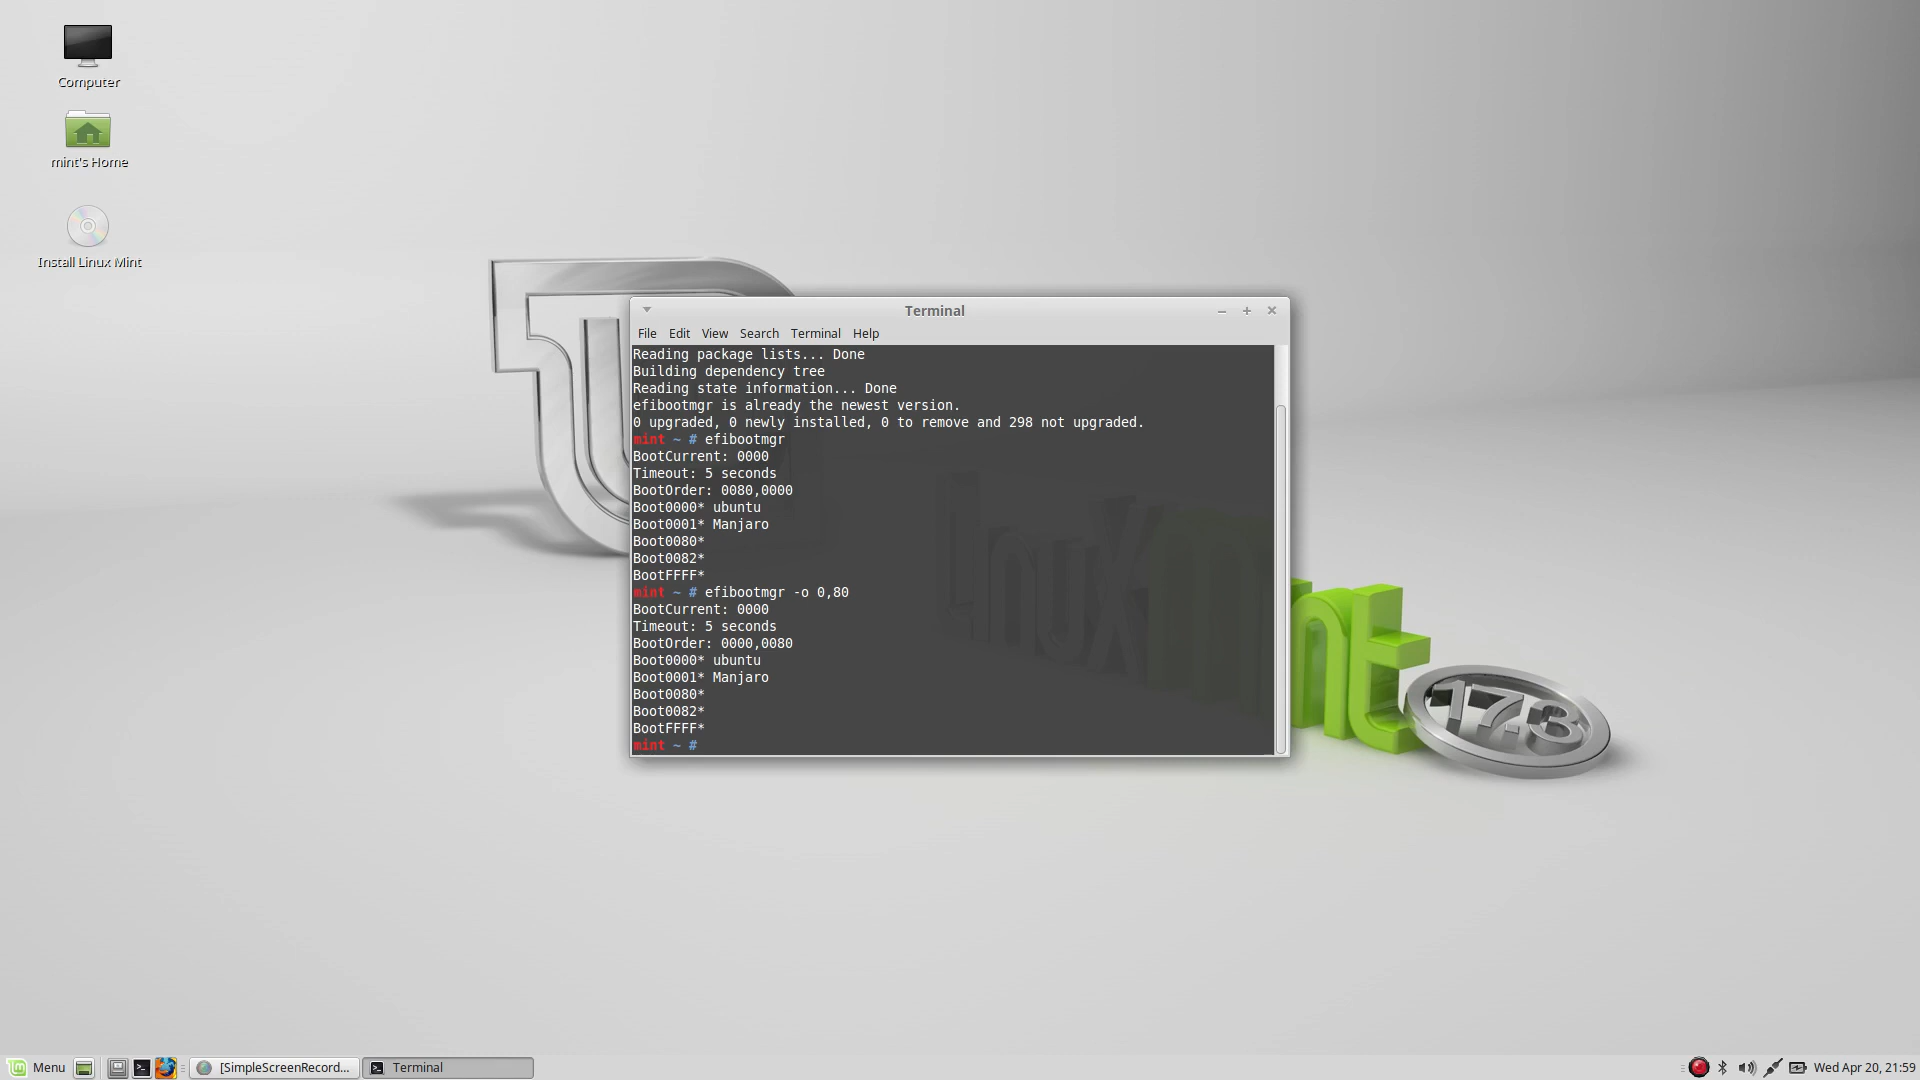 Computer
mint's Home
Install Linux Mint
Terminal
File Edit View Search Terminal Help
Reading package lists... Done
Building dependency tree
Reading state information... Done
efibootmgr is already the newest version.
0 upgraded, 0 newly installed, 0 to remove and 298 not upgraded.
mint ~ # efibootmgr
BootCurrent: 0000
Timeout: 5 seconds
BootOrder: 0080,0000
Boot0000* ubuntu
Boot0001* Manjaro
Boot0080*
Boot0082*
BootFFFF*
mint ~ # efibootmgr -o 0,80
BootCurrent: 0000
Timeout: 5 seconds
BootOrder: 0000,0080
Boot0000* ubuntu
Boot0001* Manjaro
Boot0080*
Boot0082*
BootFFFF*
mint ~ #
Linux mint
17.3
Menu [SimpleScreenRecord... Terminal Wed Apr 20, 21:59